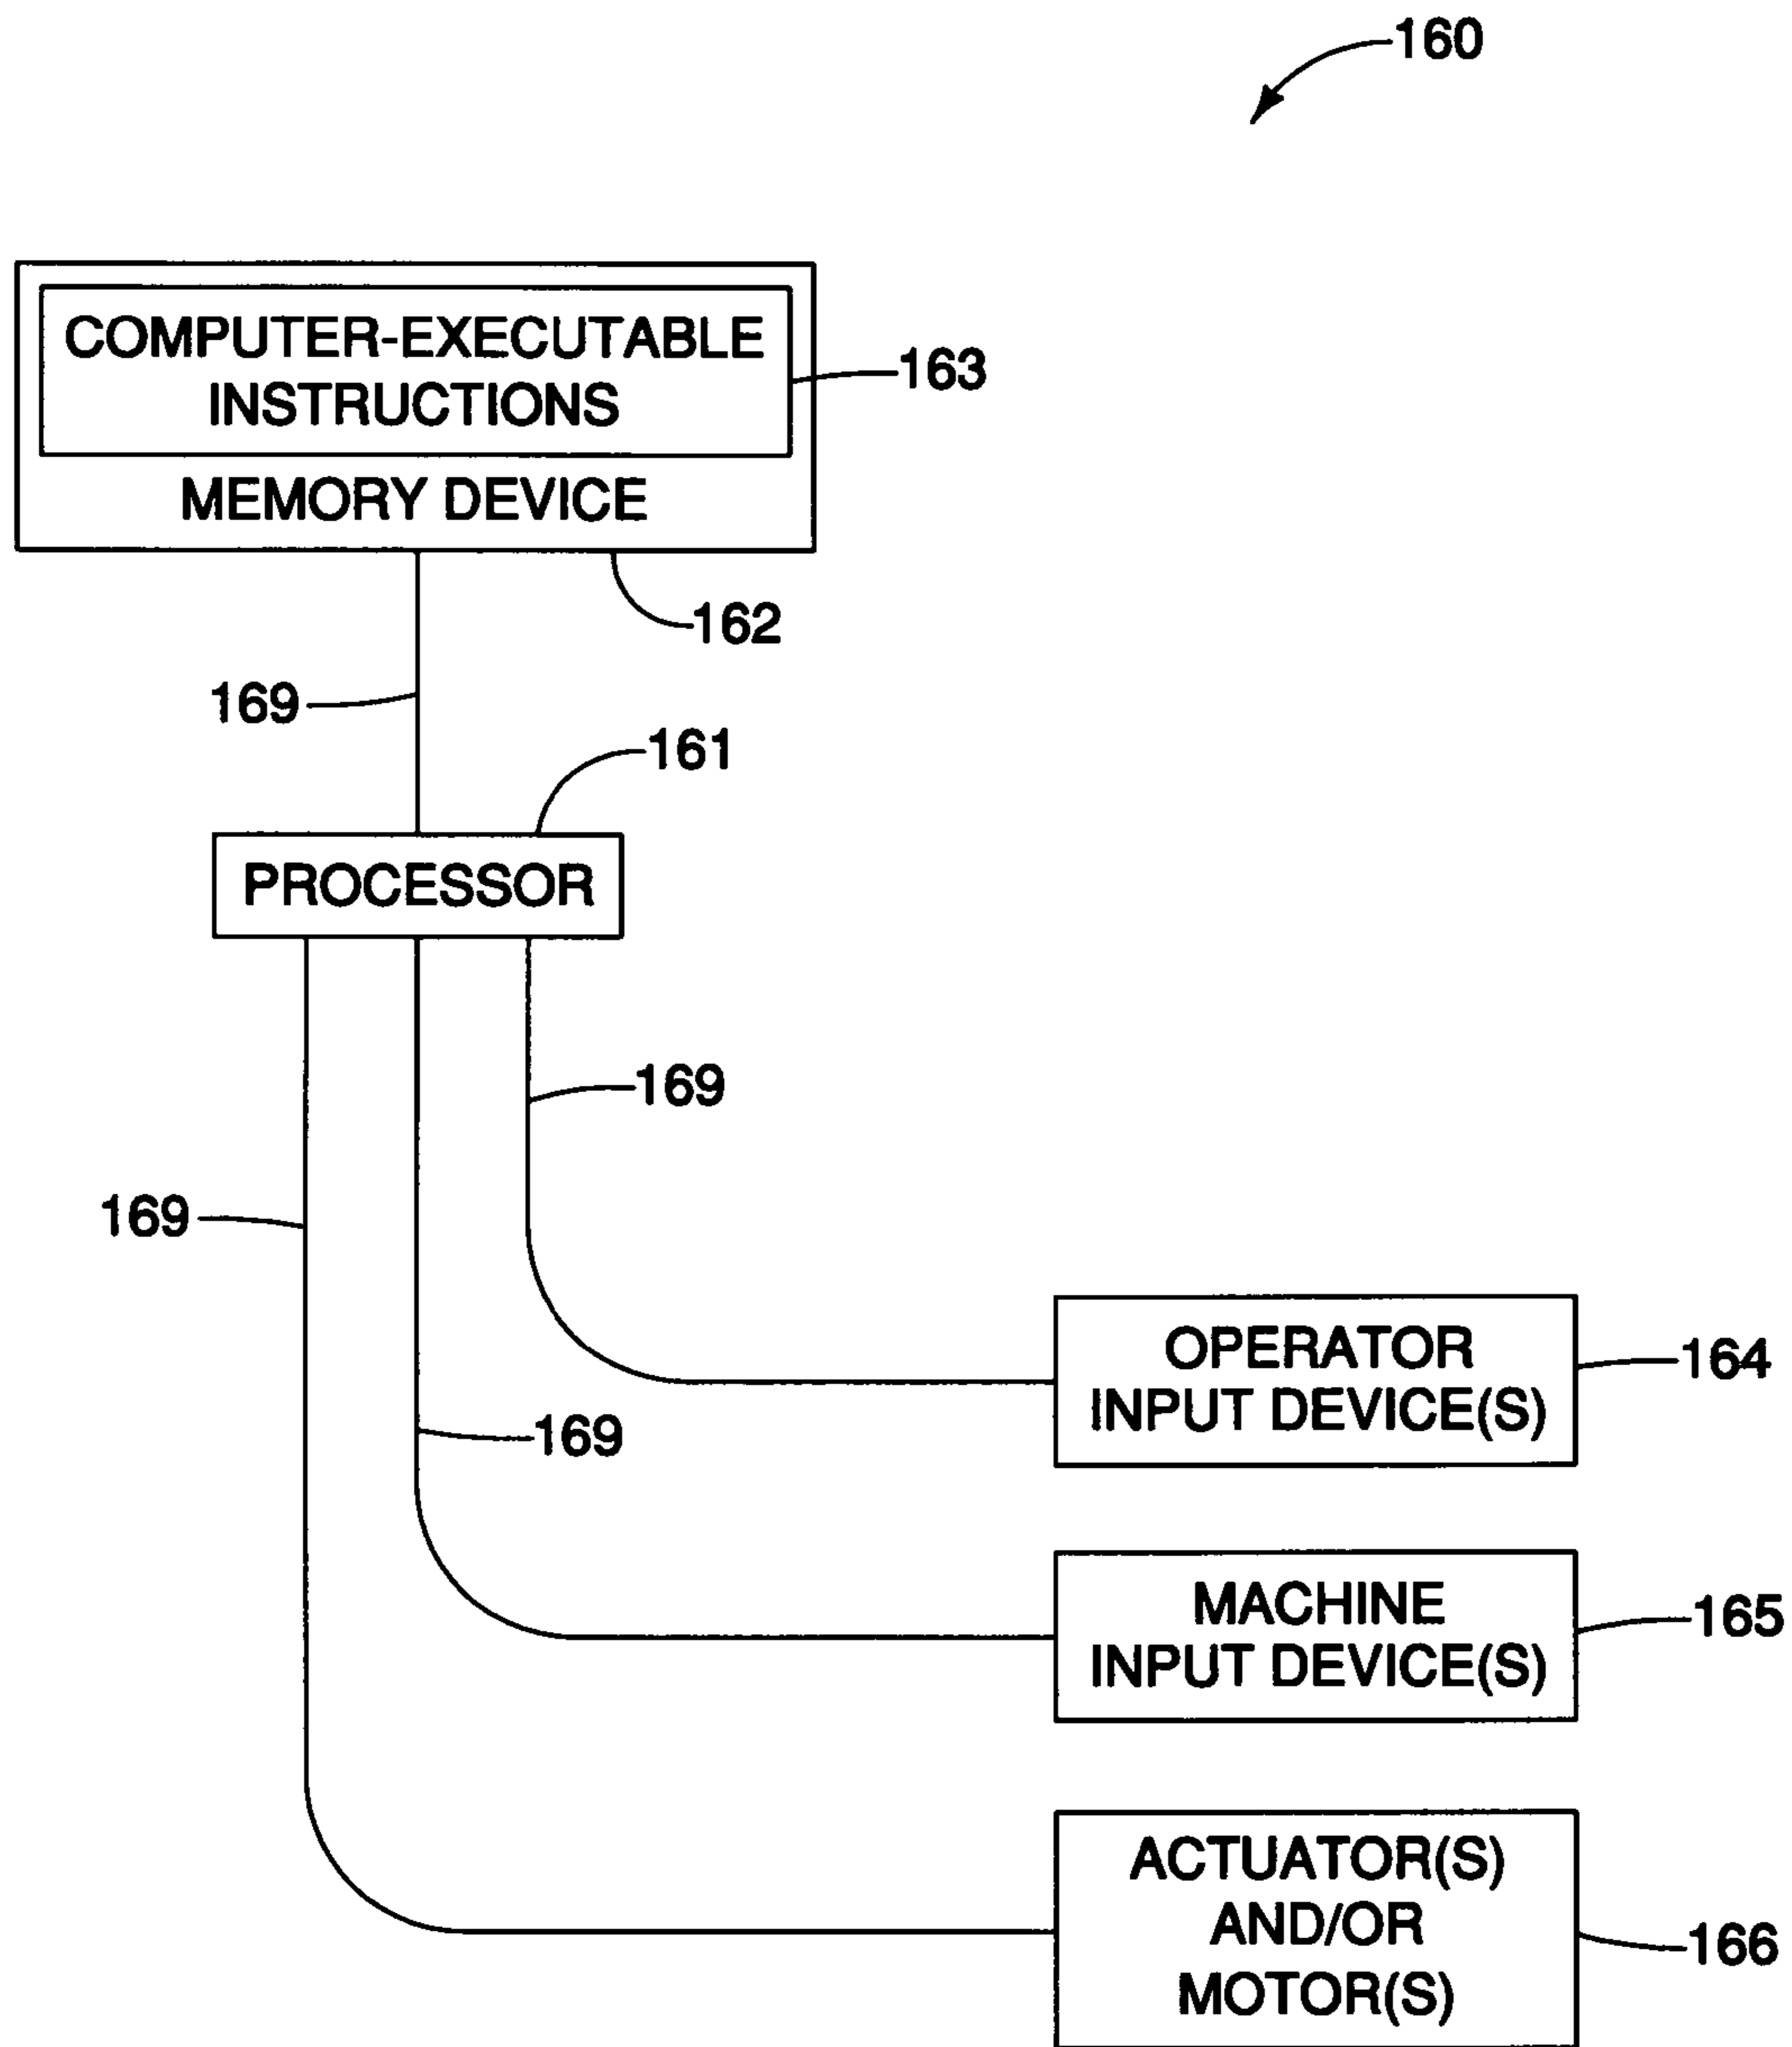 160
COMPUTER-EXECUTABLE
INSTRUCTIONS
163
MEMORY DEVICE
162
169
161
PROCESSOR
169
169
OPERATOR
INPUT DEVICE(S)
164
169
MACHINE
INPUT DEVICE(S)
165
ACTUATOR(S)
AND/OR
MOTOR(S)
166